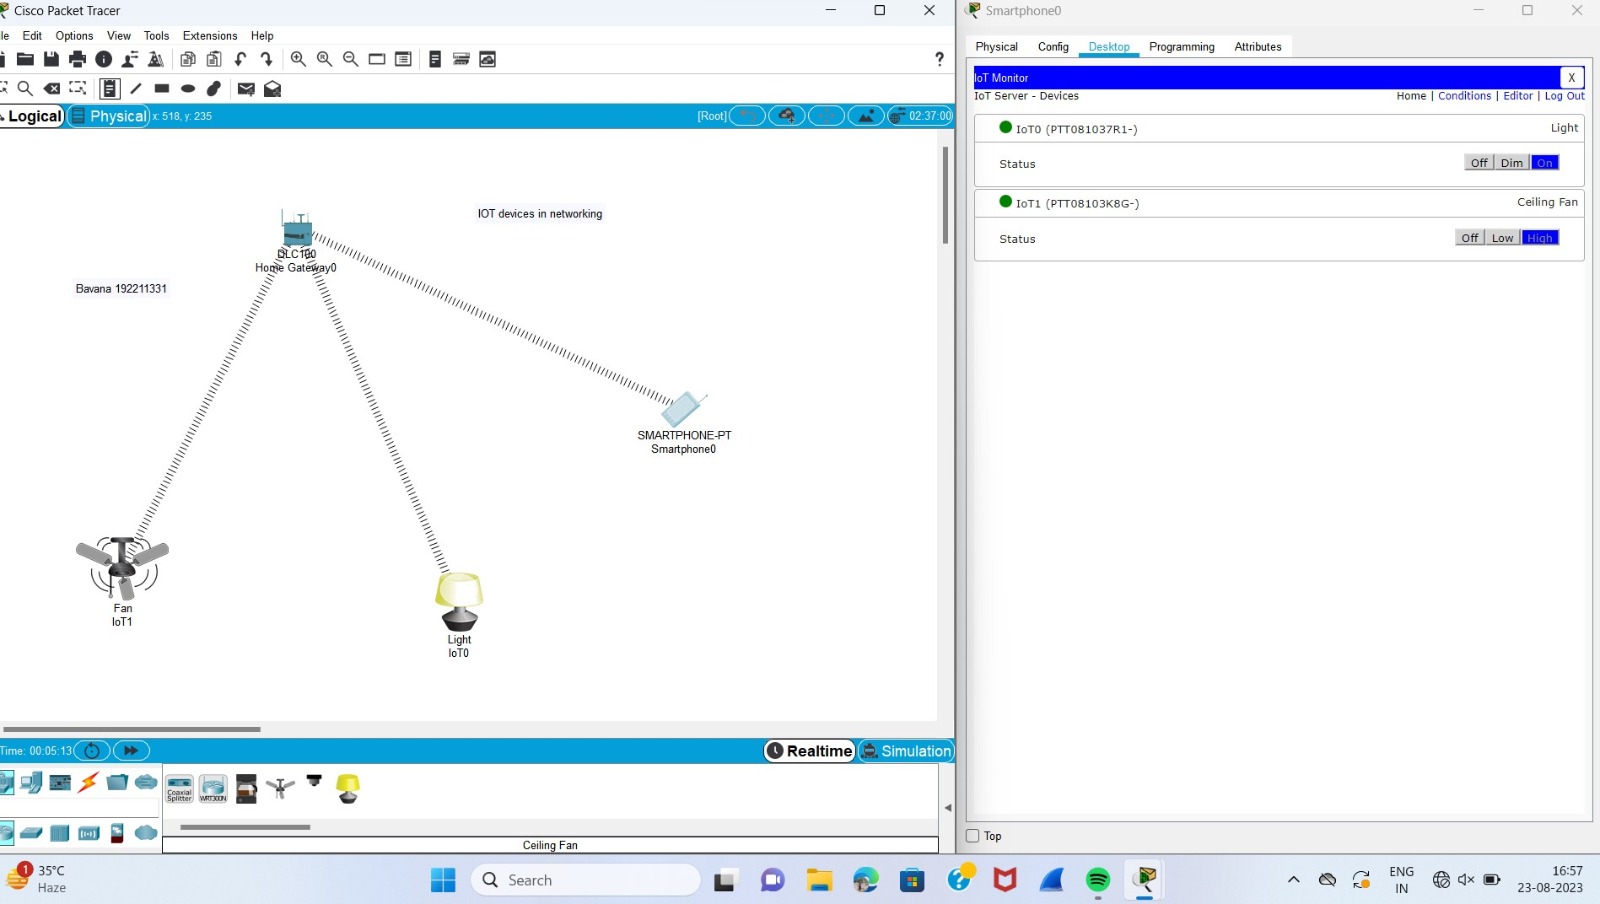 Cisco Packet Tracer
le Edit Options View Tools Extensions Help
?
Logical Physical x: 518, y: 235 [Root] 02:37:00
IOT devices in networking
DLC100
Home Gateway0
Bavana 192211331
SMARTPHONE-PT
Smartphone0
Fan
IoT1
Light
IoT0
Time: 00:05:13 Realtime Simulation
Coaxial
Splitter
WRT300N
Ceiling Fan
Smartphone0
Physical Config Desktop Programming Attributes
IoT Monitor X
IoT Server - Devices Home | Conditions | Editor | Log Out
IoT0 (PTT081037R1-) Light
Status Off Dim On
IoT1 (PTT08103K8G-) Ceiling Fan
Status Off Low High
Top
1
35°C
Haze
Search
ENG
IN
16:57
23-08-2023